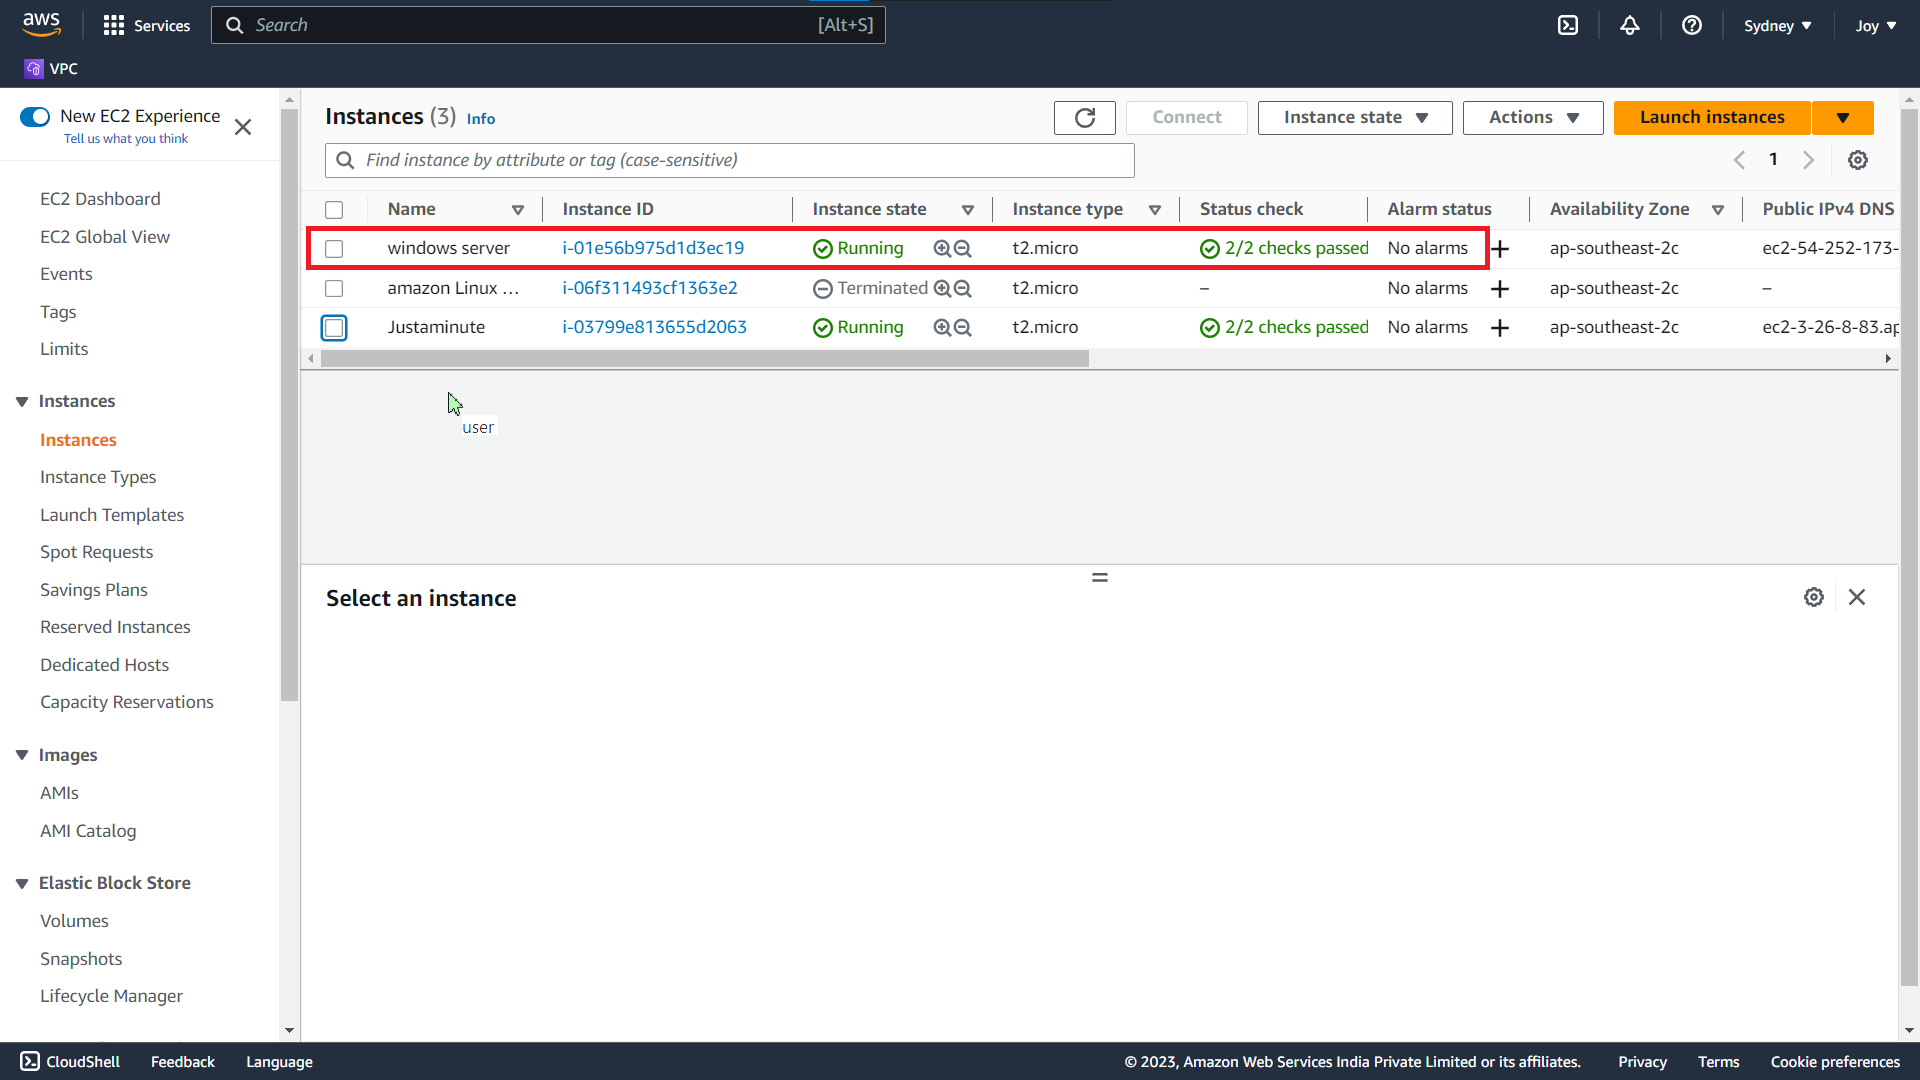 aws
Services
Search
[Alt+S]
Sydney ▼
Joy ▼
VPC
New EC2 Experience
Tell us what you think
EC2 Dashboard
EC2 Global View
Events
Tags
Limits
Instances
Instances
Instance Types
Launch Templates
Spot Requests
Savings Plans
Reserved Instances
Dedicated Hosts
Capacity Reservations
Images
AMIs
AMI Catalog
Elastic Block Store
Volumes
Snapshots
Lifecycle Manager
Instances (3) Info
Connect
Instance state
Actions
Launch instances
Find instance by attribute or tag (case-sensitive)
1
Name Instance ID Instance state Instance type Status check Alarm status Availability Zone Public IPv4 DNS
windows server i-01e56b975d1d3ec19 Running t2.micro 2/2 checks passed No alarms + ap-southeast-2c ec2-54-252-173-
amazon Linux ... i-06f311493cf1363e2 Terminated t2.micro – No alarms + ap-southeast-2c –
Justaminute i-03799e813655d2063 Running t2.micro 2/2 checks passed No alarms + ap-southeast-2c ec2-3-26-8-83.ap
user
Select an instance
CloudShell Feedback Language © 2023, Amazon Web Services India Private Limited or its affiliates. Privacy Terms Cookie preferences